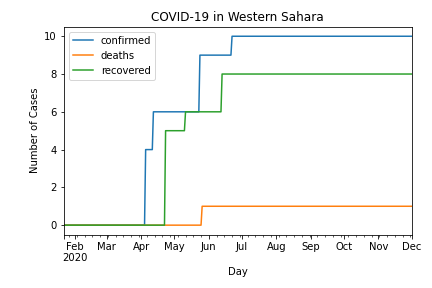 COVID-19 in Western Sahara
confirmed
deaths
recovered
Number of Cases
10
8
6
4
2
0
Feb Mar Apr May Jun Jul Aug Sep Oct Nov Dec
2020
Day